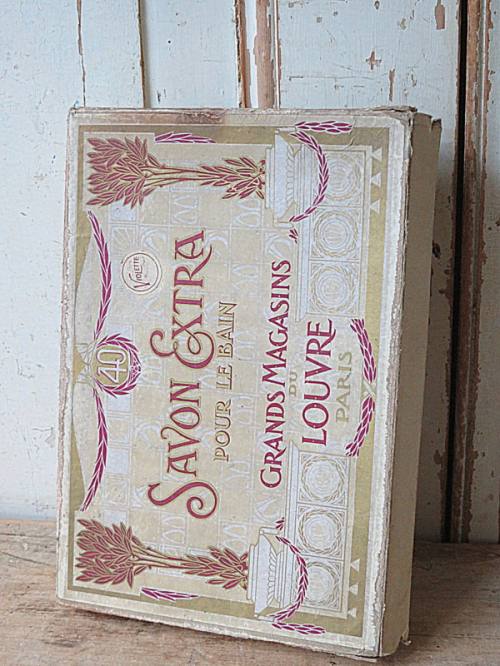 VIOLETTE
40
SAVON EXTRA
POUR LE BAIN
GRANDS MAGASINS
DU
LOUVRE
PARIS